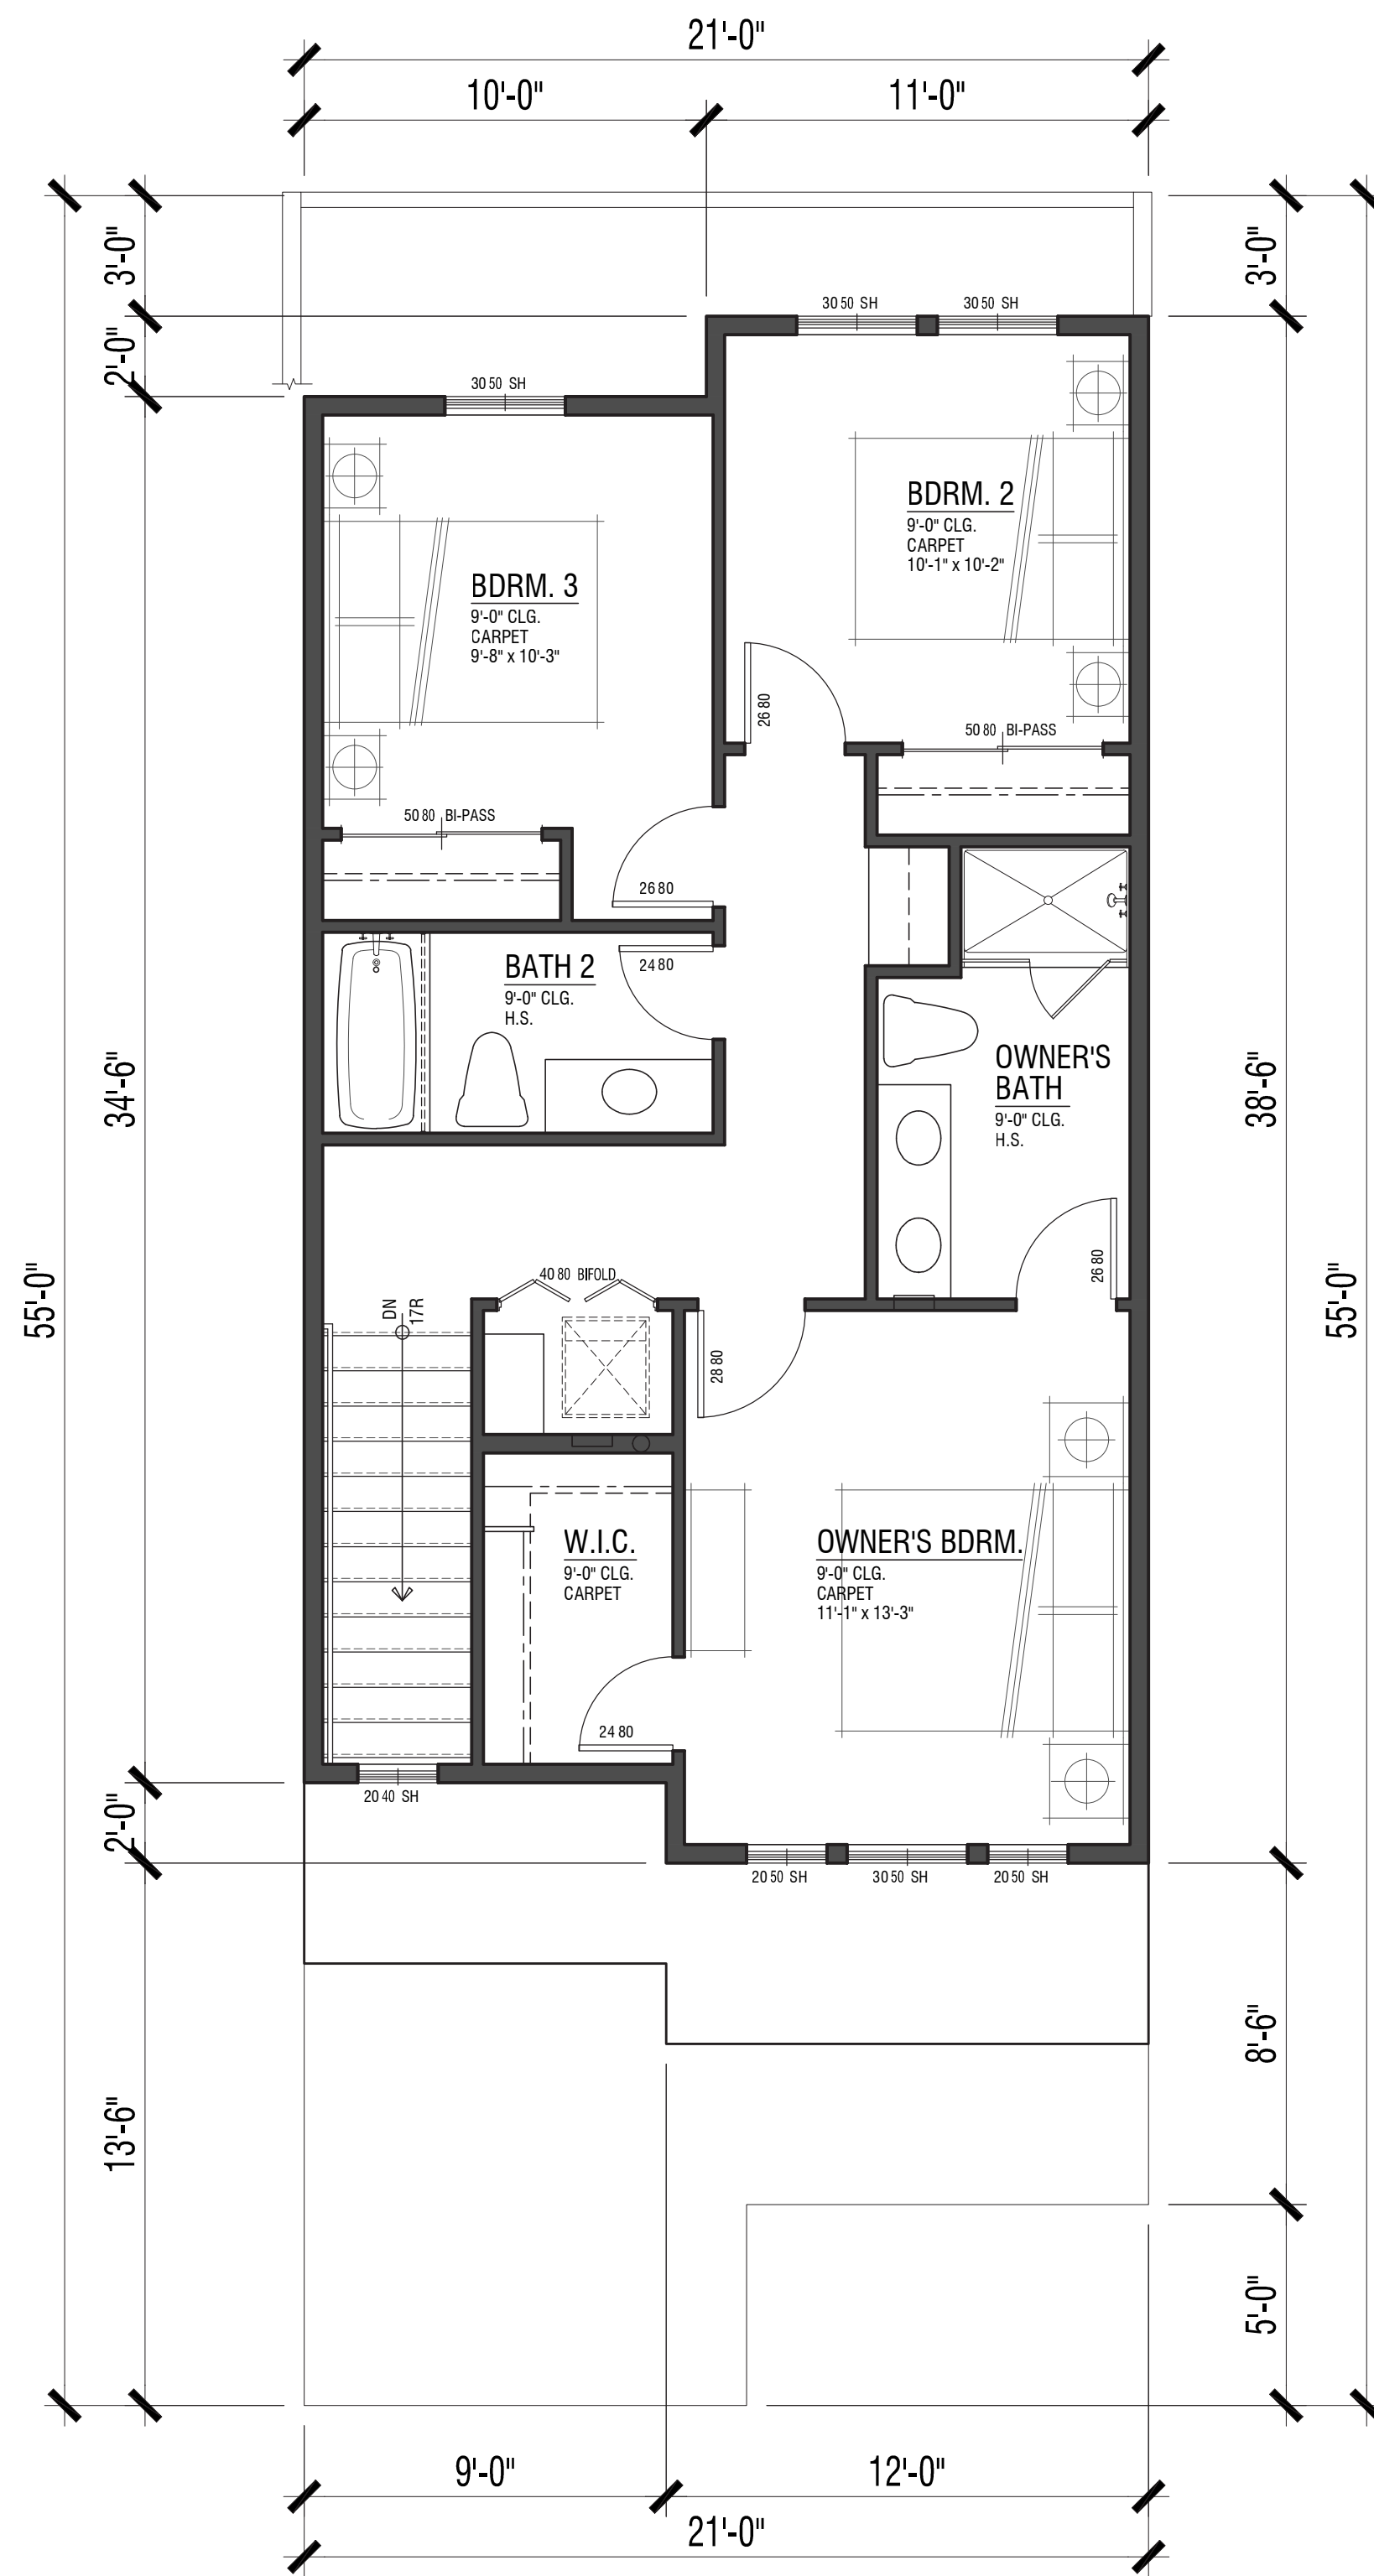 21'-0"
10'-0"
11'-0"
3'-0"
3'-0"
2'-0"
30 50 SH
30 50 SH
30 50 SH
BDRM. 2
9'-0" CLG.
CARPET
10'-1" x 10'-2"
BDRM. 3
9'-0" CLG.
CARPET
9'-8" x 10'-3"
26 80
50 80 BI-PASS
50 80 BI-PASS
26 80
24 80
BATH 2
9'-0" CLG.
H.S.
OWNER'S
BATH
9'-0" CLG.
H.S.
34'-6"
38'-6"
26 80
40 80 BIFOLD
55'-0"
55'-0"
DN
17R
28 80
W.I.C.
9'-0" CLG.
CARPET
OWNER'S BDRM.
9'-0" CLG.
CARPET
11'-1" x 13'-3"
24 80
20 40 SH
2'-0"
20 50 SH
30 50 SH
20 50 SH
8'-6"
13'-6"
5'-0"
9'-0"
12'-0"
21'-0"